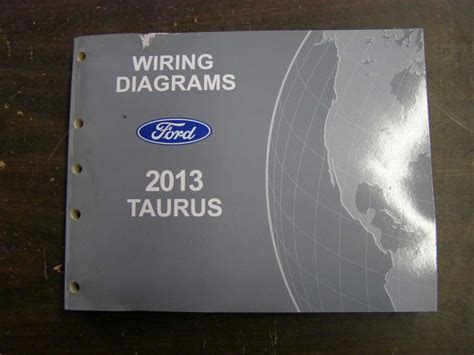 WIRING
DIAGRAMS
Ford
2013
TAURUS